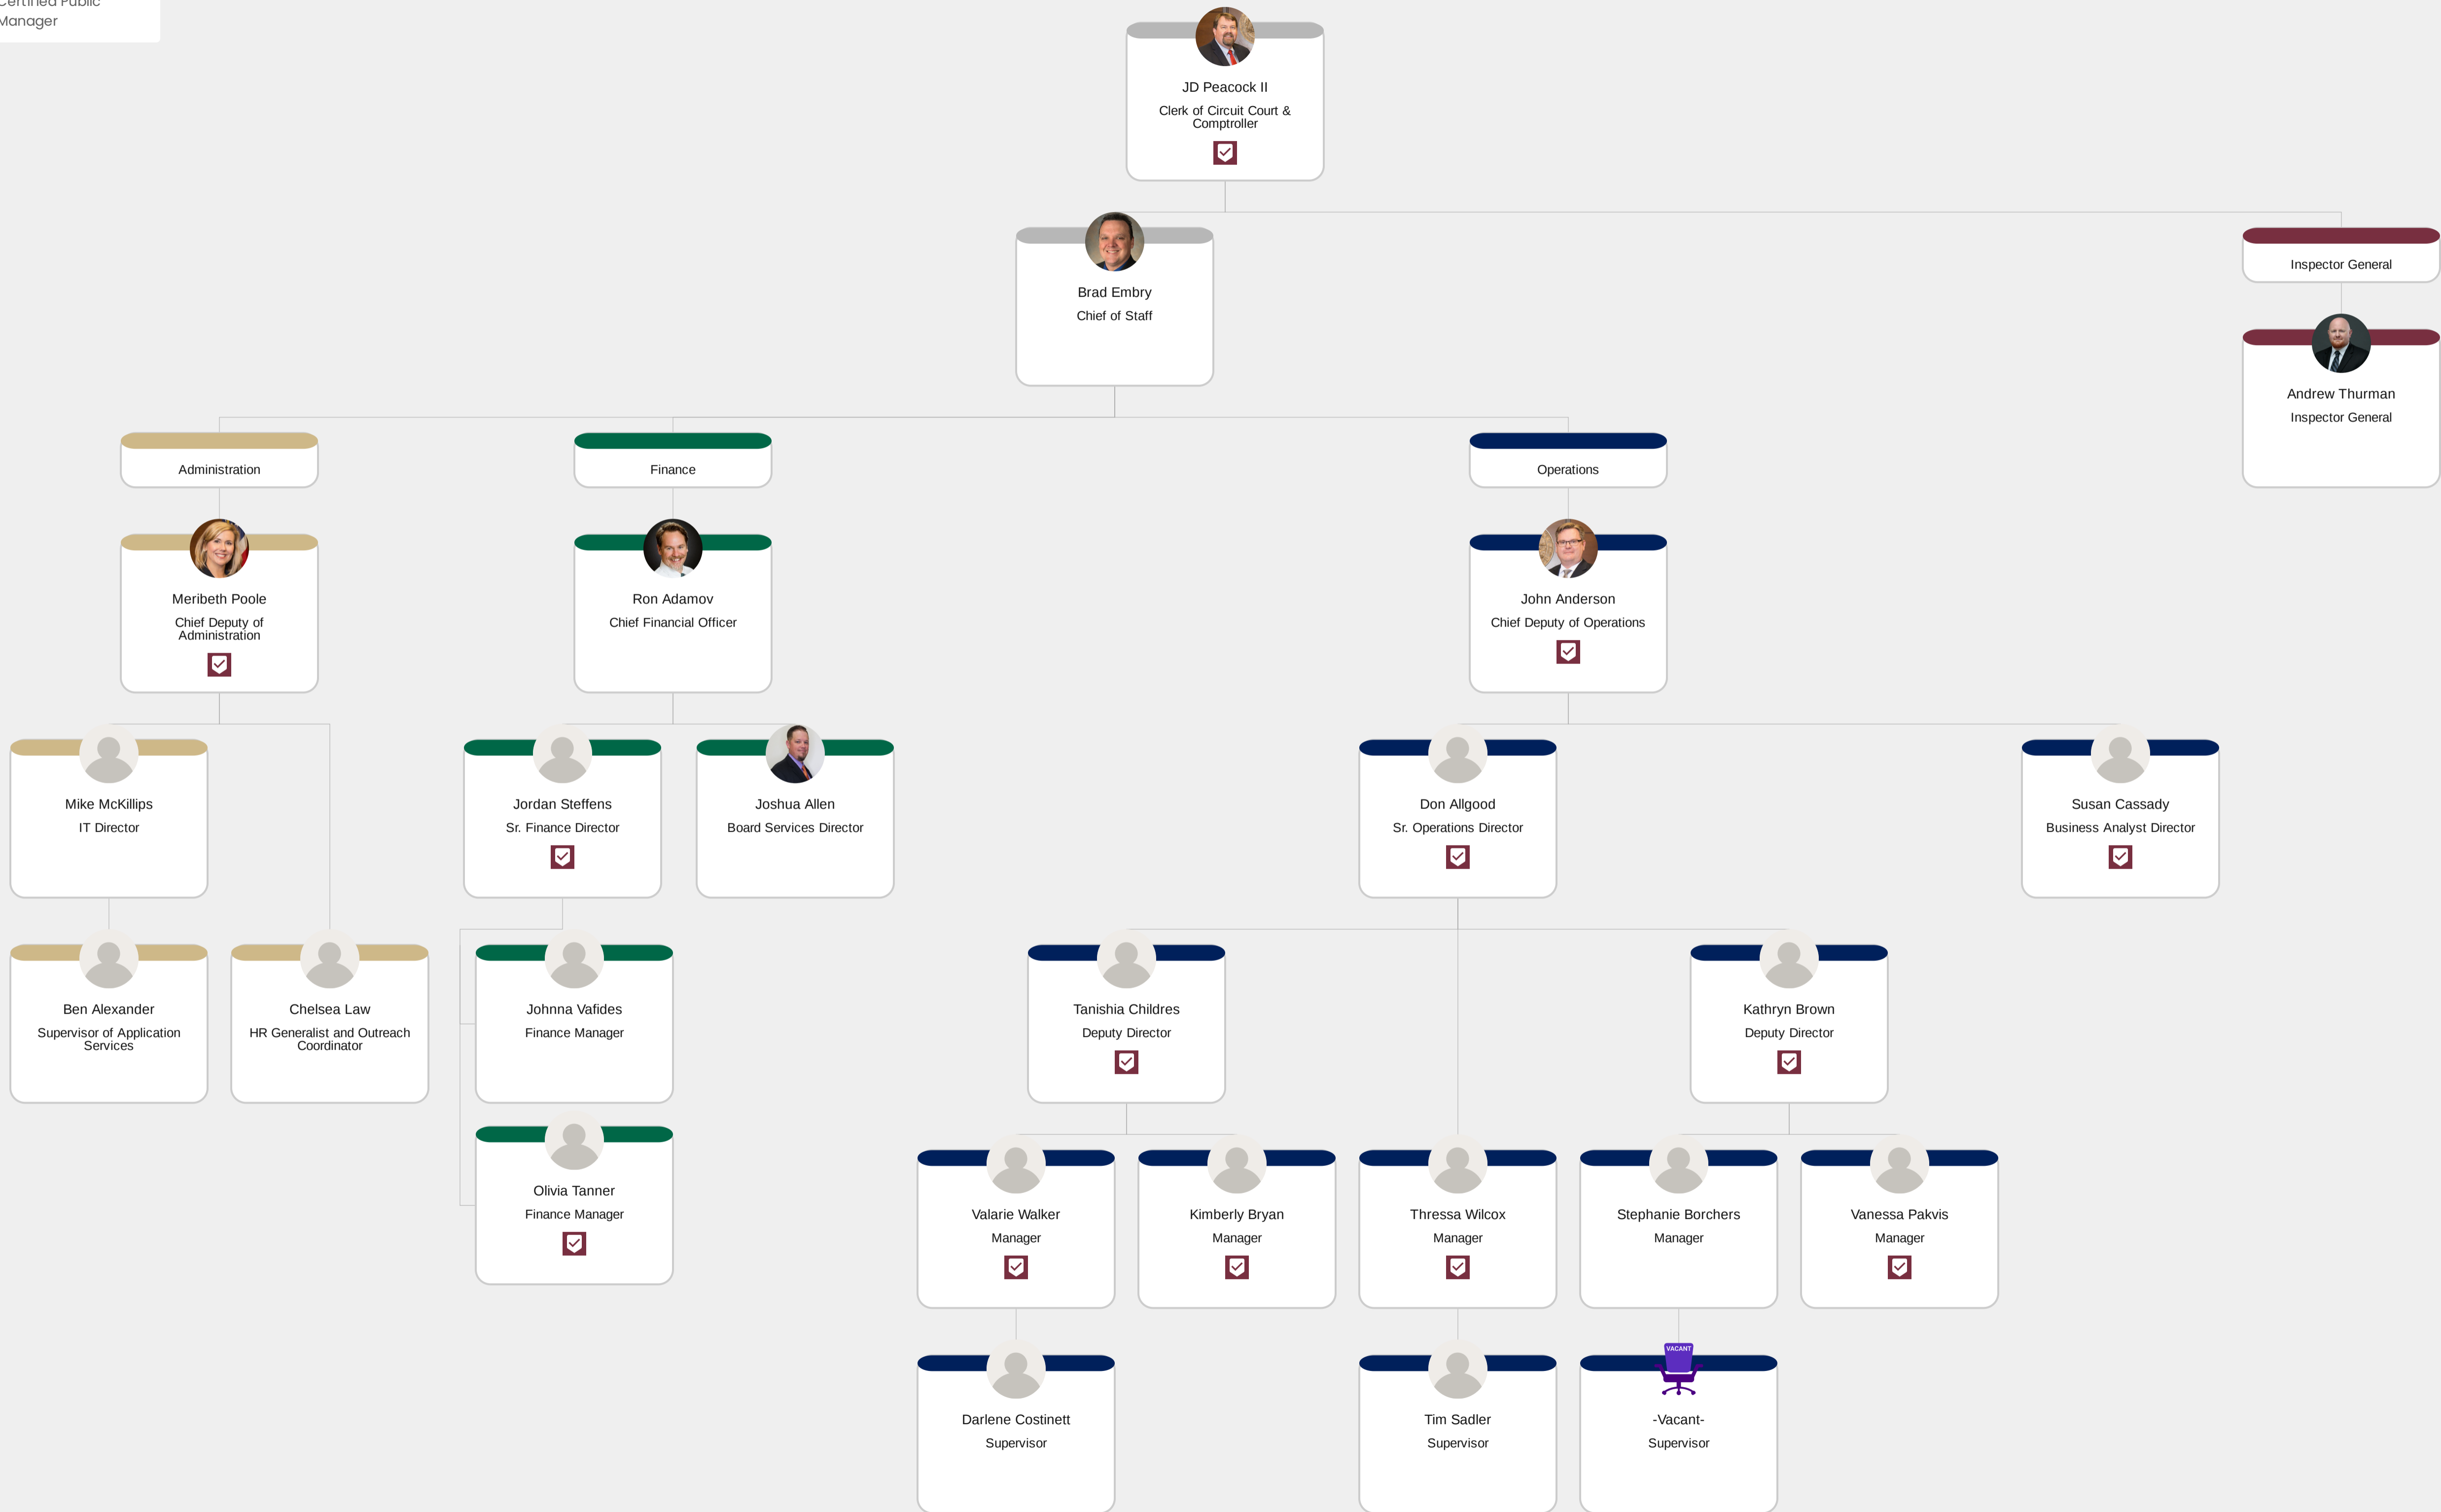 Certified Public
Manager
JD Peacock II
Clerk of Circuit Court &
Comptroller
Brad Embry
Chief of Staff
Inspector General
Andrew Thurman
Inspector General
Administration
Finance
Operations
Meribeth Poole
Chief Deputy of
Administration
Ron Adamov
Chief Financial Officer
John Anderson
Chief Deputy of Operations
Mike McKillips
IT Director
Jordan Steffens
Sr. Finance Director
Joshua Allen
Board Services Director
Don Allgood
Sr. Operations Director
Susan Cassady
Business Analyst Director
Ben Alexander
Supervisor of Application
Services
Chelsea Law
HR Generalist and Outreach
Coordinator
Johnna Vafides
Finance Manager
Tanishia Childres
Deputy Director
Kathryn Brown
Deputy Director
Olivia Tanner
Finance Manager
Valarie Walker
Manager
Kimberly Bryan
Manager
Thressa Wilcox
Manager
Stephanie Borchers
Manager
Vanessa Pakvis
Manager
Darlene Costinett
Supervisor
Tim Sadler
Supervisor
VACANT
-Vacant-
Supervisor